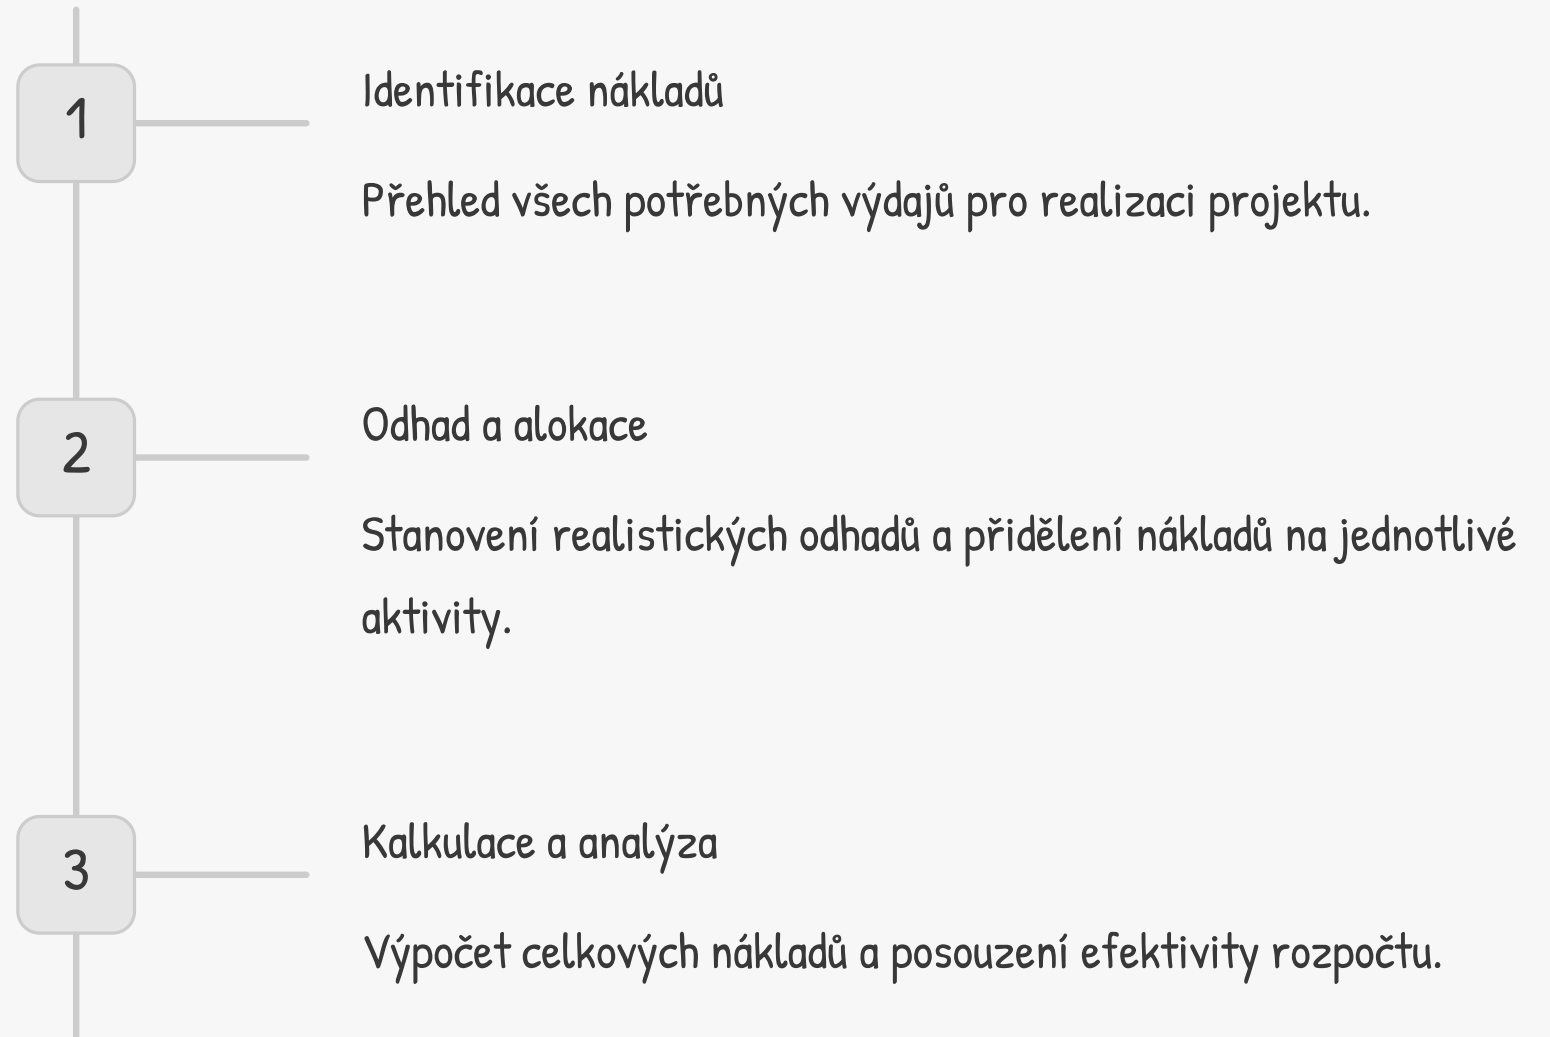 1
Identifikace nákladů
Přehled všech potřebných výdajů pro realizaci projektu.
2
Odhad a alokace
Stanovení realistických odhadů a přidělení nákladů na jednotlivé
aktivity.
3
Kalkulace a analýza
Výpočet celkových nákladů a posouzení efektivity rozpočtu.